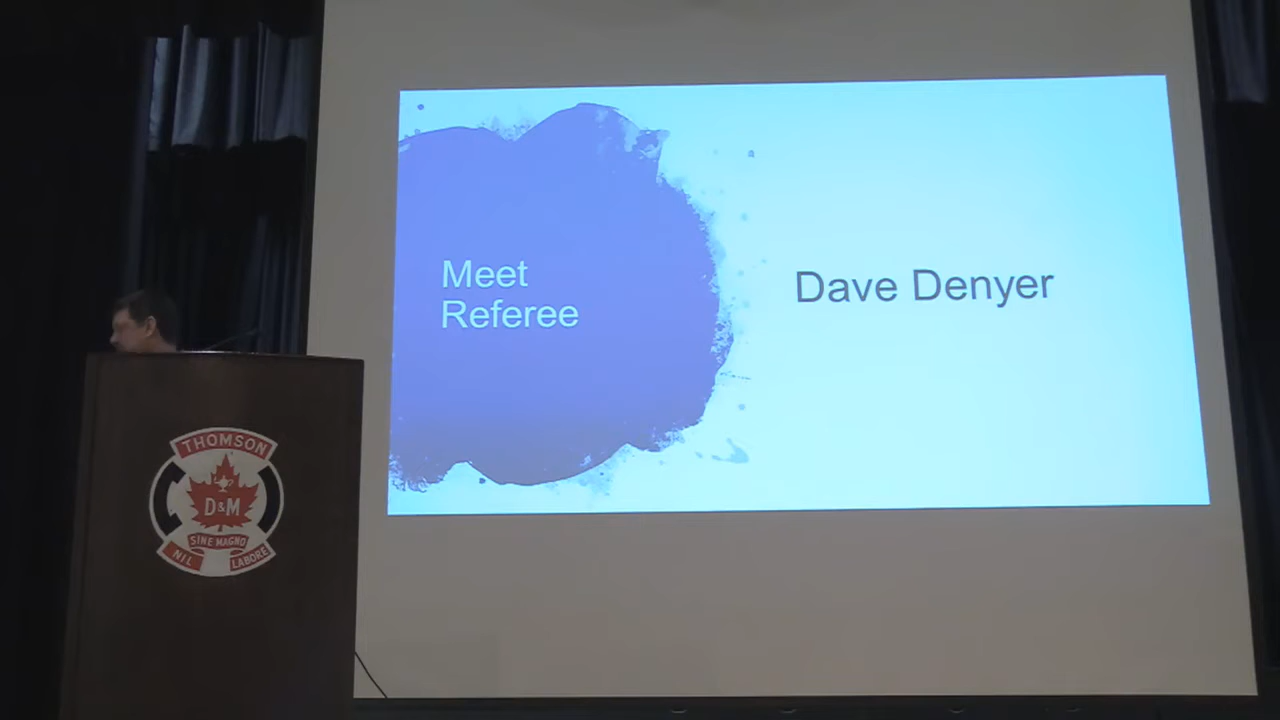 Meet
Referee
Dave Denyer
THOMSON
D&M
SINE MAGNO
NIL LABORE